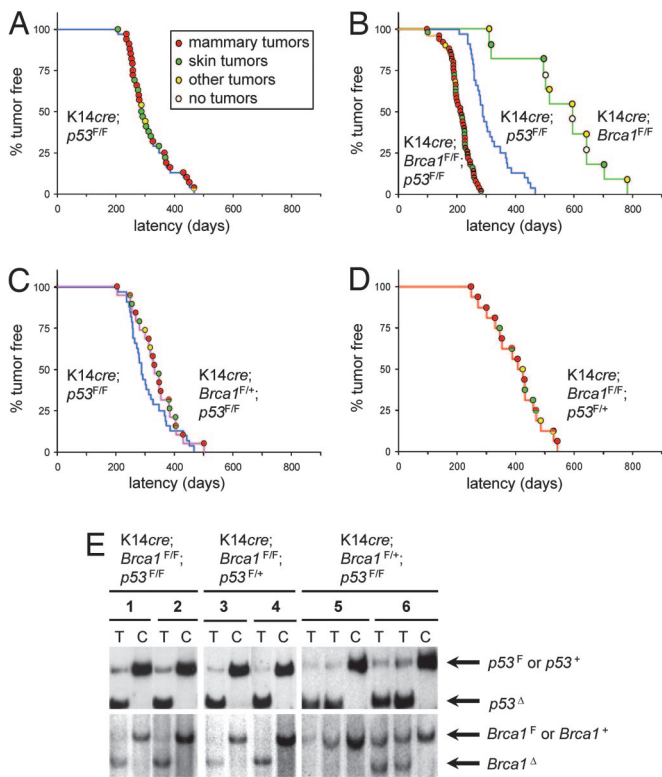 A
100
75
50
25
0
% tumor free
K14cre;
p53F/F
mammary tumors
skin tumors
other tumors
no tumors
0 200 400 600 800
latency (days)
B
100
75
50
25
0
% tumor free
K14cre;
Brca1F/F;
p53F/F
K14cre;
p53F/F
K14cre;
Brca1F/F
0 200 400 600 800
latency (days)
C
100
75
50
25
0
% tumor free
K14cre;
p53F/F
K14cre;
Brca1F/+;
p53F/F
0 200 400 600 800
latency (days)
D
100
75
50
25
0
% tumor free
K14cre;
Brca1F/F;
p53F/+
0 200 400 600 800
latency (days)
E
K14cre;
Brca1F/F;
p53F/F
K14cre;
Brca1F/F;
p53F/+
K14cre;
Brca1F/+;
p53F/F
1 2 3 4 5 6
T C T C T C T C T T C T T C
p53F or p53+
p53Δ
Brca1F or Brca1+
Brca1Δ